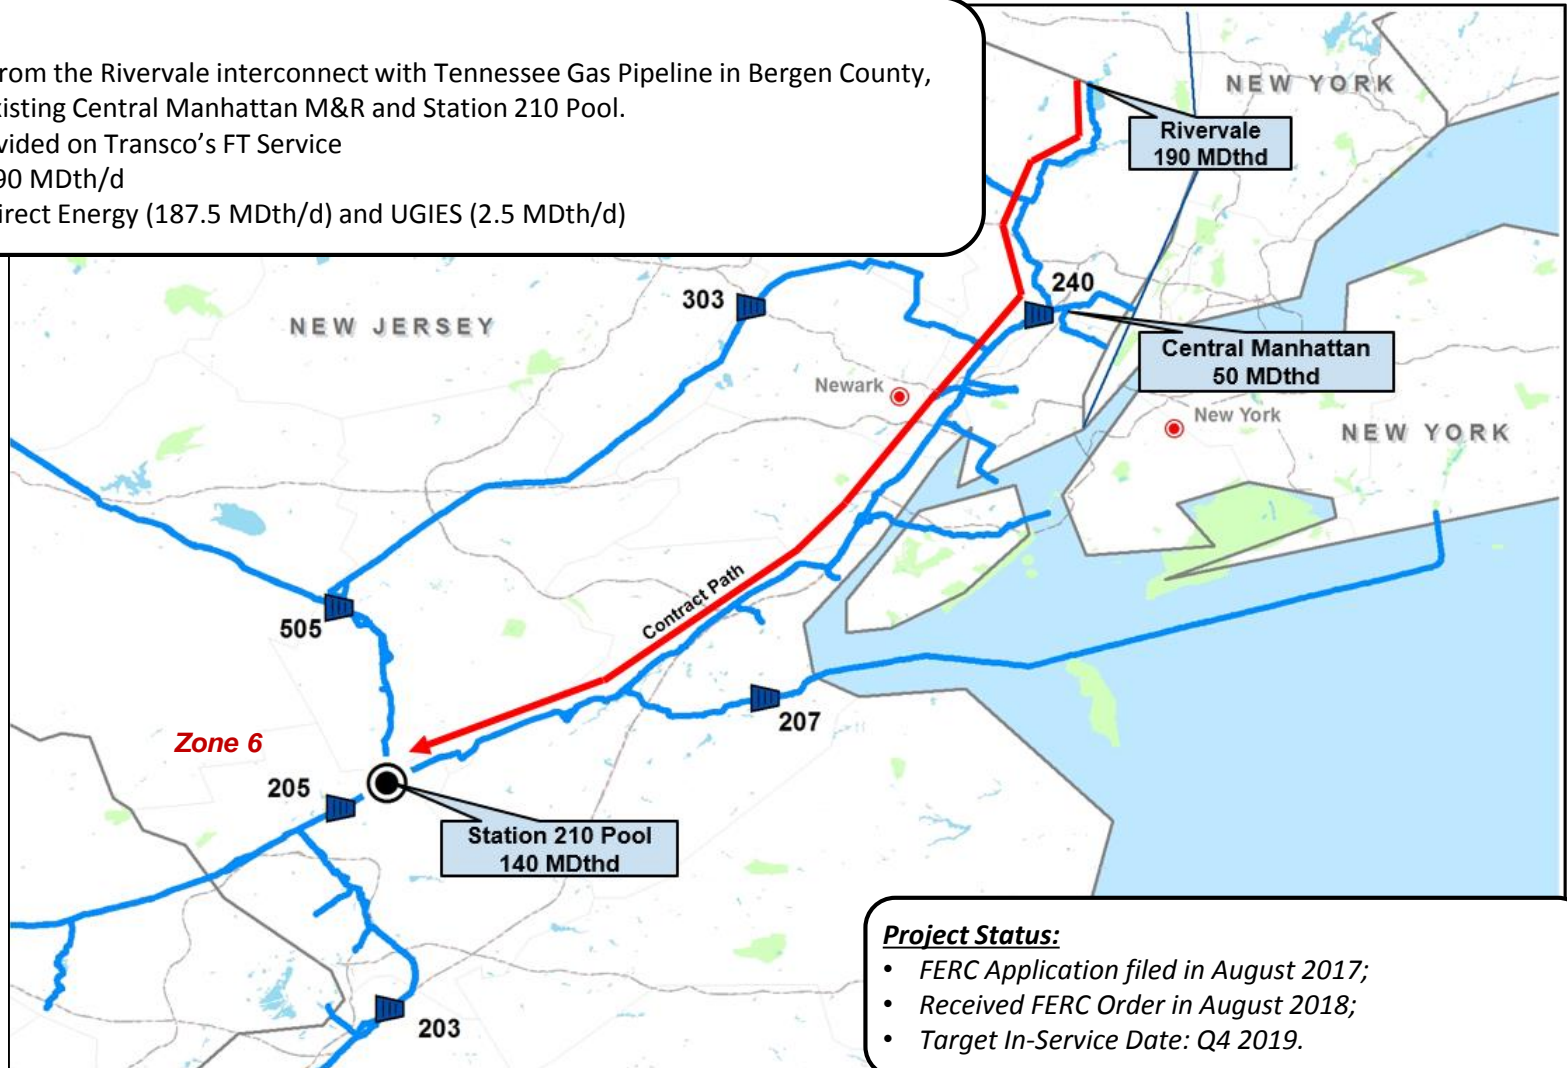 rom the Rivervale interconnect with Tennessee Gas Pipeline in Bergen County,
xisting Central Manhattan M&R and Station 210 Pool.
vided on Transco's FT Service
90 MDth/d
irect Energy (187.5 MDth/d) and UGIES (2.5 MDth/d)
NEW YORK
Rivervale
190 MDthd
240
303
NEW JERSEY
Central Manhattan
50 MDthd
Newark
New York
NEW YORK
Contract Path
505
207
Zone 6
205
Station 210 Pool
140 MDthd
203
Project Status:
• FERC Application filed in August 2017;
• Received FERC Order in August 2018;
• Target In-Service Date: Q4 2019.